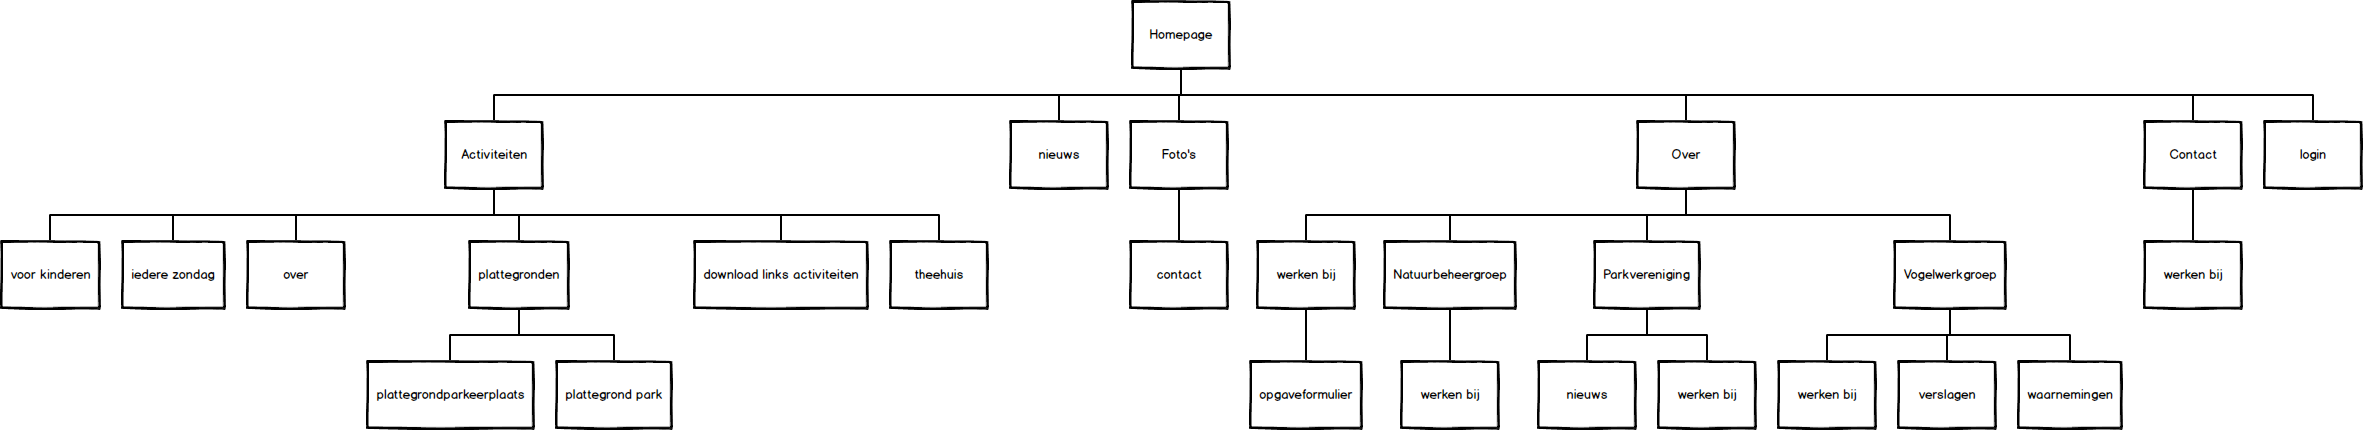 Homepage
Activiteiten
nieuws
Foto's
Over
Contact
login
voor kinderen
iedere zondag
over
plattegronden
download links activiteiten
theehuis
contact
werken bij
Natuurbeheergroep
Parkvereniging
Vogelwerkgroep
werken bij
plattegrondparkeerplaats
plattegrond park
opgaveformulier
werken bij
nieuws
werken bij
werken bij
verslagen
waarnemingen